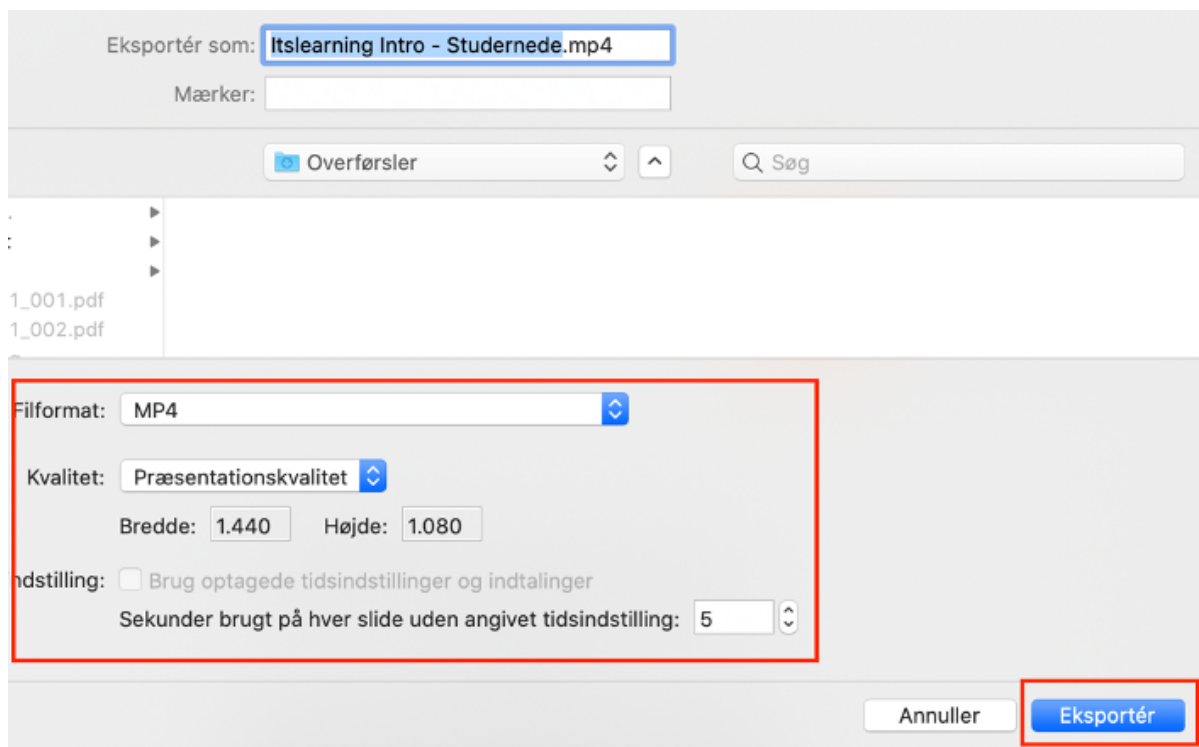 Eksportér som: Itslearning Intro - Studernede.mp4
Mærker:
Overførsler
Søg
1_001.pdf
1_002.pdf
Filformat: MP4
Kvalitet: Præsentationskvalitet
Bredde: 1.440 Højde: 1.080
ndstilling: Brug optagede tidsindstillinger og indtalinger
Sekunder brugt på hver slide uden angivet tidsindstilling: 5
Annuller Eksportér